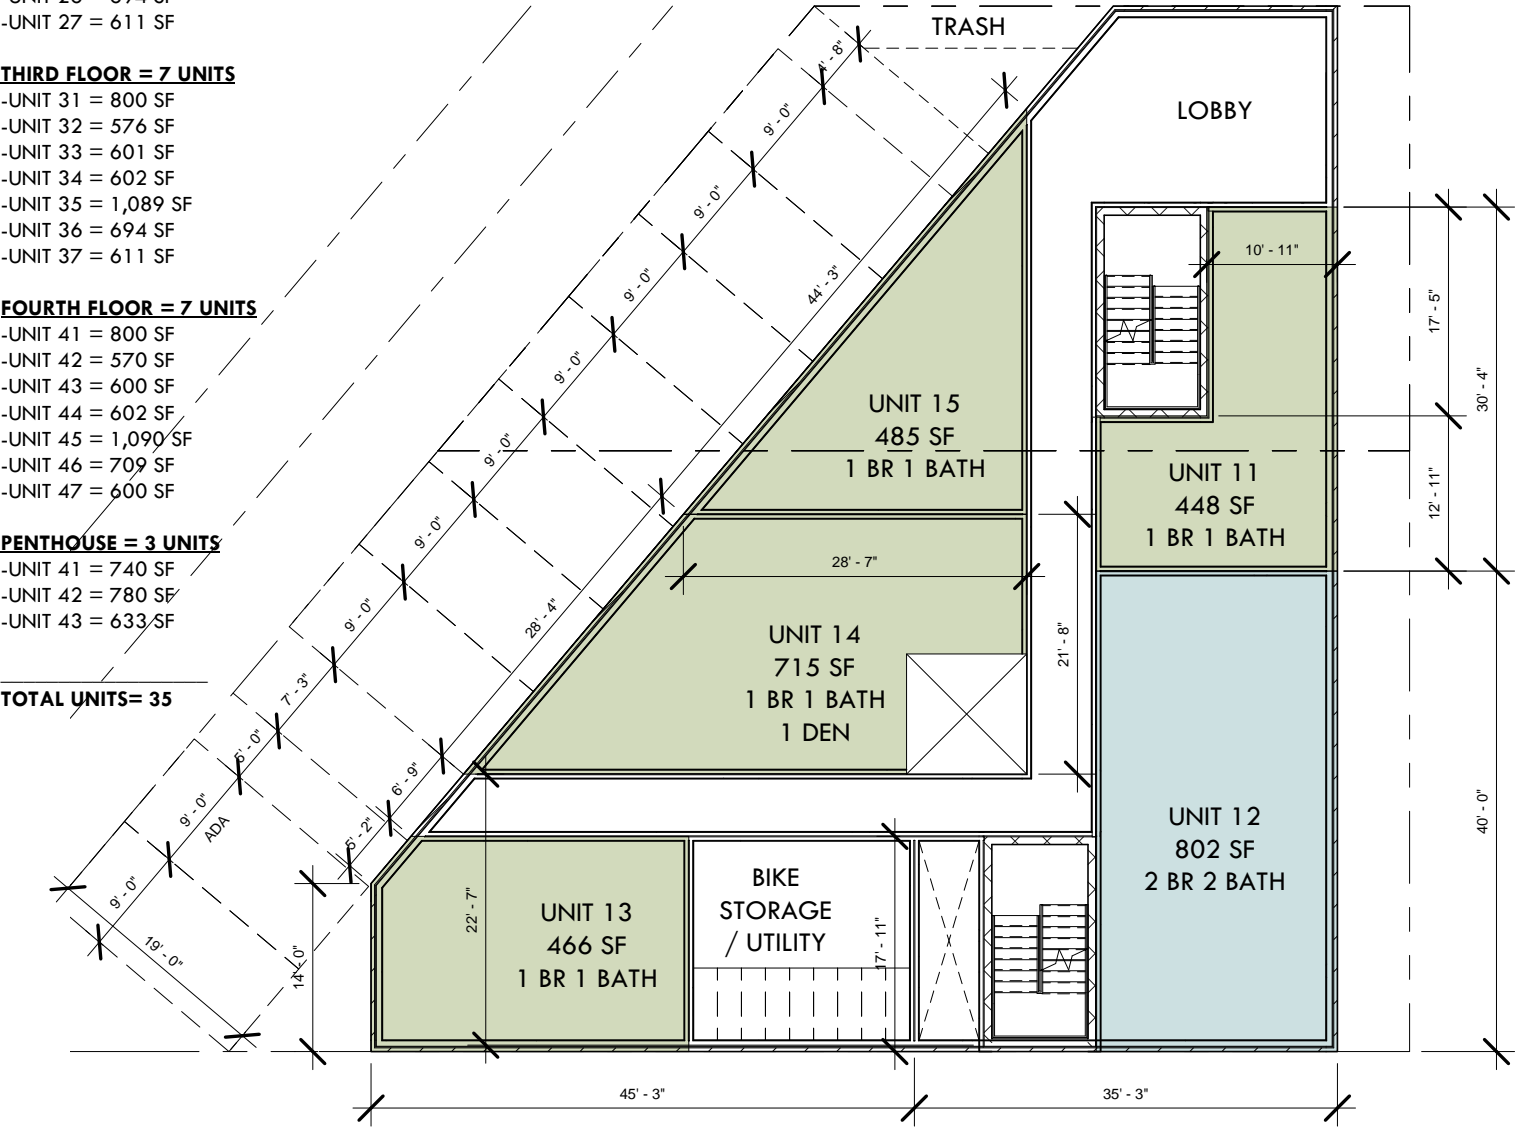 -UNIT 27 = 611 SF
THIRD FLOOR = 7 UNITS
-UNIT 31 = 800 SF
-UNIT 32 = 576 SF
-UNIT 33 = 601 SF
-UNIT 34 = 602 SF
-UNIT 35 = 1,089 SF
-UNIT 36 = 694 SF
-UNIT 37 = 611 SF
FOURTH FLOOR = 7 UNITS
-UNIT 41 = 800 SF
-UNIT 42 = 570 SF
-UNIT 43 = 600 SF
-UNIT 44 = 602 SF
-UNIT 45 = 1,090 SF
-UNIT 46 = 709 SF
-UNIT 47 = 600 SF
PENTHOUSE = 3 UNITS
-UNIT 41 = 740 SF
-UNIT 42 = 780 SF
-UNIT 43 = 633 SF
TOTAL UNITS= 35
TRASH
LOBBY
4' - 8"
9' - 0"
9' - 0"
9' - 0"
9' - 0"
9' - 0"
9' - 0"
9' - 0"
7' - 3"
5' - 0"
9' - 0"
ADA
9' - 0"
19' - 0"
44' - 3"
28' - 4"
6' - 9"
5' - 2"
14' - 0"
10' - 11"
17' - 5"
30' - 4"
12' - 11"
UNIT 15
485 SF
1 BR 1 BATH
UNIT 11
448 SF
1 BR 1 BATH
28' - 7"
21' - 8"
UNIT 14
715 SF
1 BR 1 BATH
1 DEN
UNIT 12
802 SF
2 BR 2 BATH
40' - 0"
UNIT 13
466 SF
1 BR 1 BATH
22' - 7"
BIKE
STORAGE
/ UTILITY
17' - 11"
45' - 3"
35' - 3"